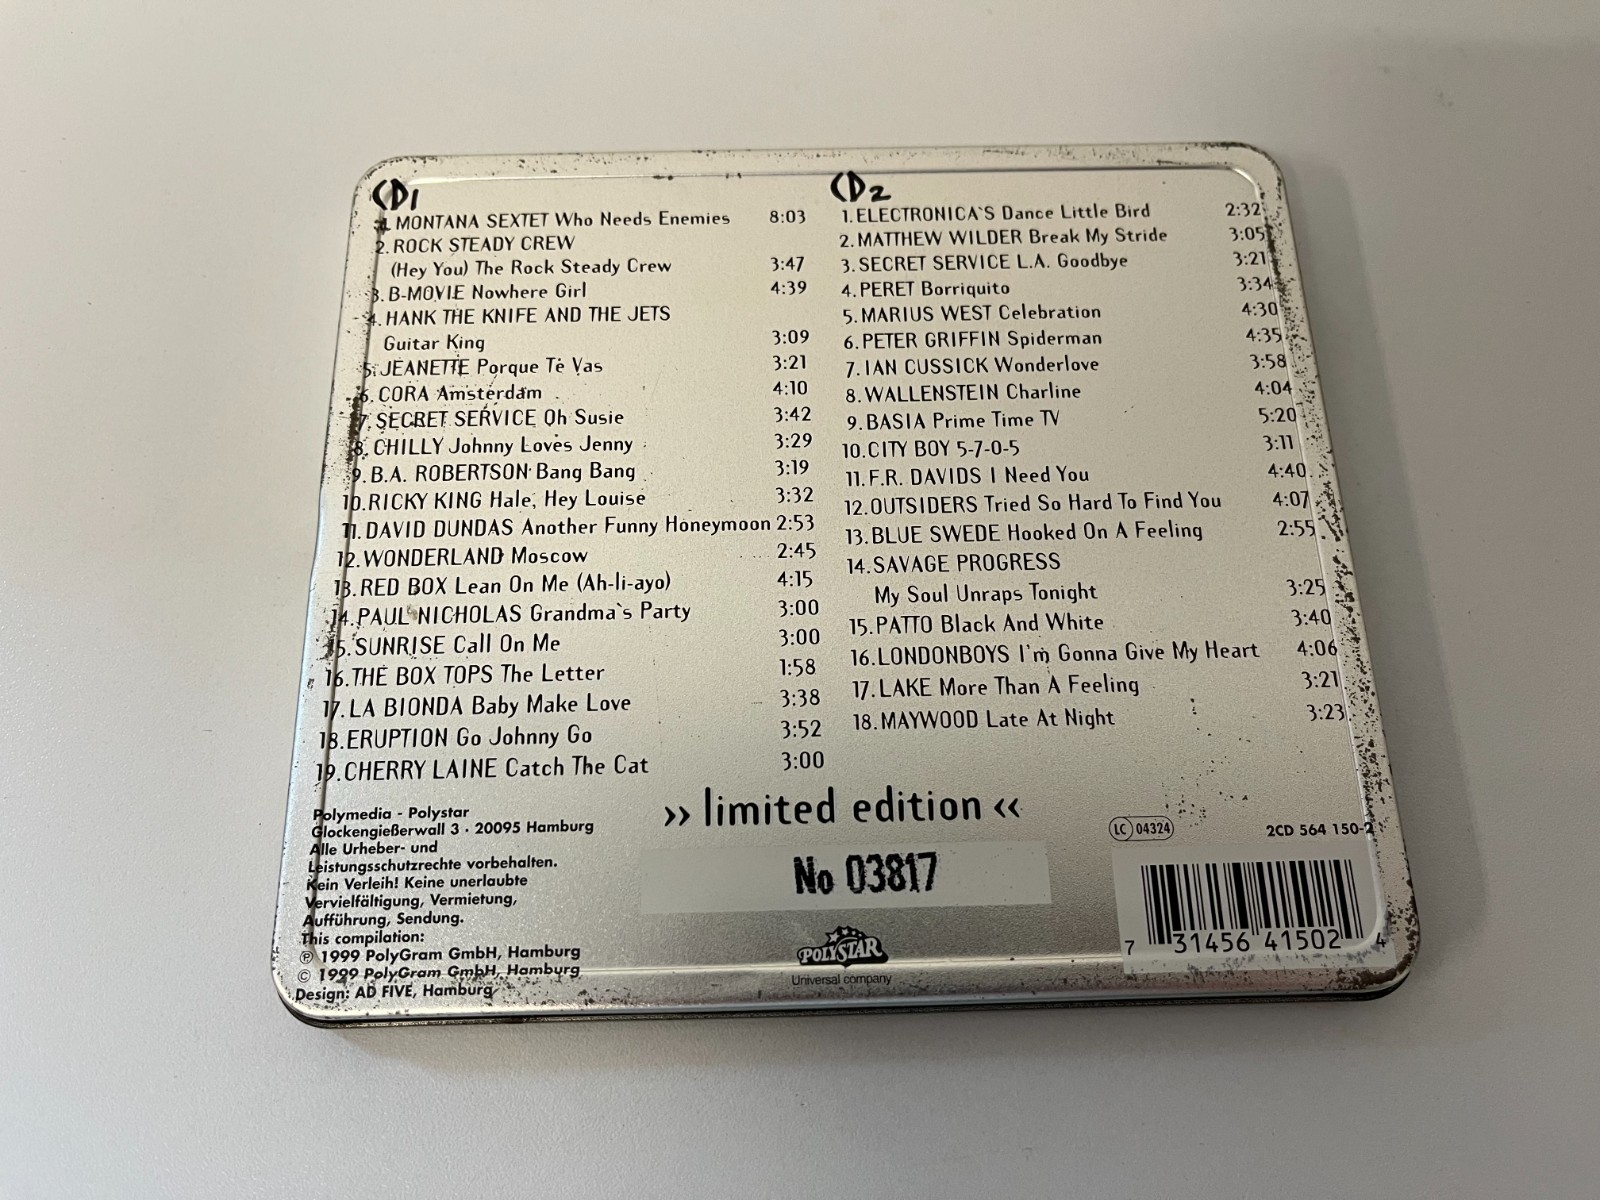 CD1
1. MONTANA SEXTET Who Needs Enemies 8:03
2. ROCK STEADY CREW
(Hey You) The Rock Steady Crew 3:47
3. B-MOVIE Nowhere Girl 4:39
4. HANK THE KNIFE AND THE JETS
Guitar King 3:09
5. JEANETTE Porque Tè Vas 3:21
6. CORA Amsterdam 4:10
7. SECRET SERVICE Oh Susie 3:42
8. CHILLY Johnny Loves Jenny 3:29
9. B.A. ROBERTSON Bang Bang 3:19
10. RICKY KING Hale, Hey Louise 3:32
11. DAVID DUNDAS Another Funny Honeymoon 2:53
12. WONDERLAND Moscow 2:45
13. RED BOX Lean On Me (Ah-li-ayo) 4:15
14. PAUL NICHOLAS Grandma`s Party 3:00
15. SUNRISE Call On Me 3:00
16. THE BOX TOPS The Letter 1:58
17. LA BIONDA Baby Make Love 3:38
18. ERUPTION Go Johnny Go 3:52
19. CHERRY LAINE Catch The Cat 3:00
CD2
1. ELECTRONICA`S Dance Little Bird 2:32
2. MATTHEW WILDER Break My Stride 3:05
3. SECRET SERVICE L.A. Goodbye 3:21
4. PERET Borriquito 3:34
5. MARIUS WEST Celebration 4:30
6. PETER GRIFFIN Spiderman 4:35
7. IAN CUSSICK Wonderlove 3:58
8. WALLENSTEIN Charline 4:04
9. BASIA Prime Time TV 5:20
10. CITY BOY 5-7-0-5 3:11
11. F.R. DAVIDS I Need You 4:40
12. OUTSIDERS Tried So Hard To Find You 4:07
13. BLUE SWEDE Hooked On A Feeling 2:55
14. SAVAGE PROGRESS
My Soul Unraps Tonight 3:25
15. PATTO Black And White 3:40
16. LONDONBOYS I'm Gonna Give My Heart 4:06
17. LAKE More Than A Feeling 3:21
18. MAYWOOD Late At Night 3:23
Polymedia - Polystar
Glockengießerwall 3 · 20095 Hamburg
Alle Urheber- und
Leistungsschutzrechte vorbehalten.
Kein Verleih! Keine unerlaubte
Vervielfältigung, Vermietung,
Aufführung, Sendung.
This compilation:
℗ 1999 PolyGram GmbH, Hamburg
© 1999 PolyGram GmbH, Hamburg
Design: AD FIVE, Hamburg
›› limited edition ‹‹
No 03817
POLYSTAR
Universal company
LC 04324
2CD 564 150-2
7 31456 41502 4